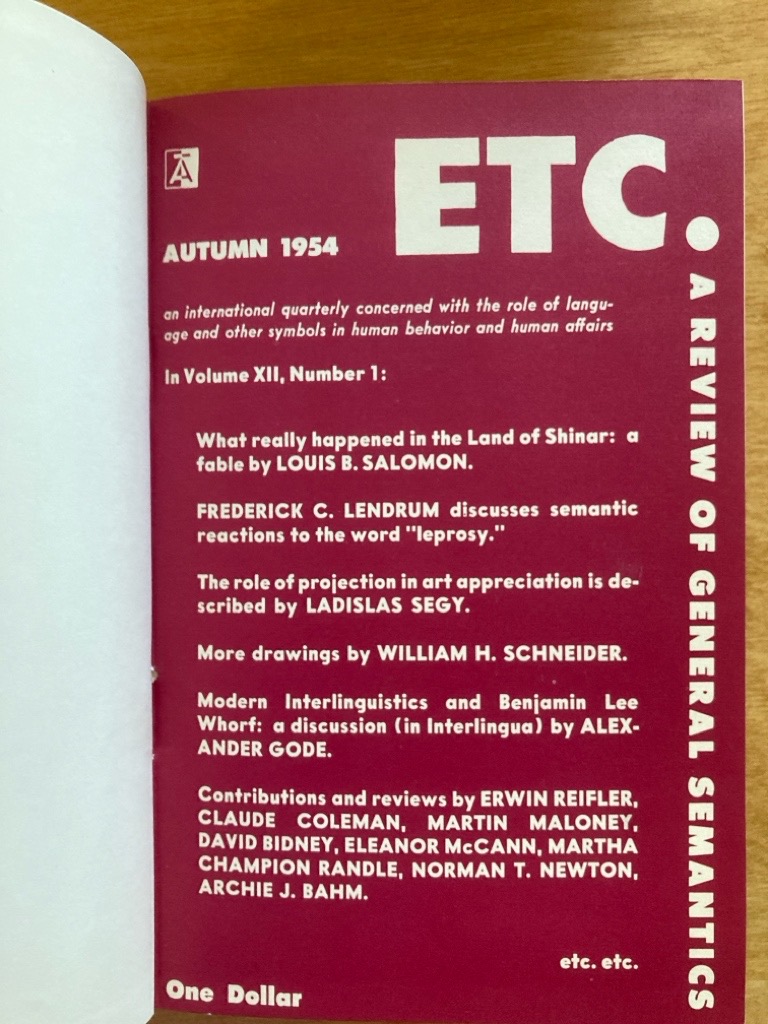 A
ETC.
AUTUMN 1954
an international quarterly concerned with the role of langu-
age and other symbols in human behavior and human affairs
In Volume XII, Number 1:
What really happened in the Land of Shinar: a
fable by LOUIS B. SALOMON.
FREDERICK C. LENDRUM discusses semantic
reactions to the word "leprosy."
The role of projection in art appreciation is de-
scribed by LADISLAS SEGY.
More drawings by WILLIAM H. SCHNEIDER.
Modern Interlinguistics and Benjamin Lee
Whorf: a discussion (in Interlingua) by ALEX-
ANDER GODE.
Contributions and reviews by ERWIN REIFLER,
CLAUDE COLEMAN, MARTIN MALONEY,
DAVID BIDNEY, ELEANOR McCANN, MARTHA
CHAMPION RANDLE, NORMAN T. NEWTON,
ARCHIE J. BAHM.
etc. etc.
One Dollar
A REVIEW OF GENERAL SEMANTICS